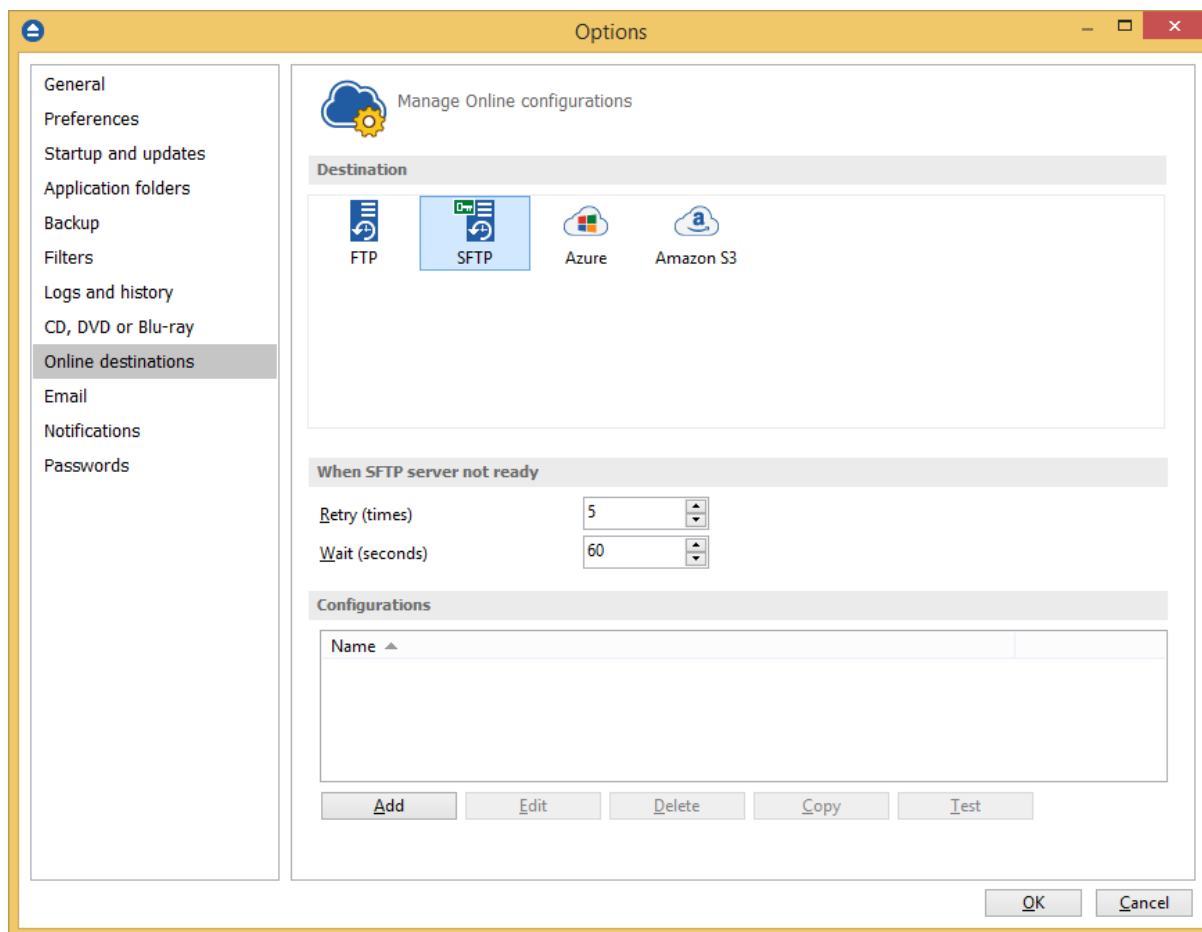 Options
General
Preferences
Startup and updates
Application folders
Backup
Filters
Logs and history
CD, DVD or Blu-ray
Online destinations
Email
Notifications
Passwords
Manage Online configurations
Destination
FTP SFTP Azure Amazon S3
When SFTP server not ready
Retry (times) 5
Wait (seconds) 60
Configurations
Name
Add Edit Delete Copy Test
OK Cancel